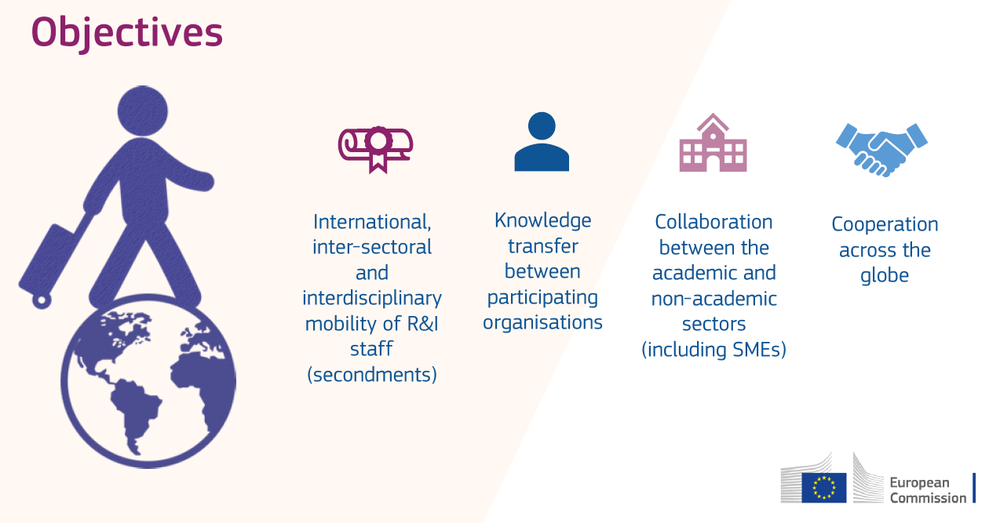 Objectives
International,
inter-sectoral
and
interdisciplinary
mobility of R&I
staff
(secondments)
Knowledge
transfer
between
participating
organisations
Collaboration
between the
academic and
non-academic
sectors
(including SMEs)
Cooperation
across the
globe
European
Commission